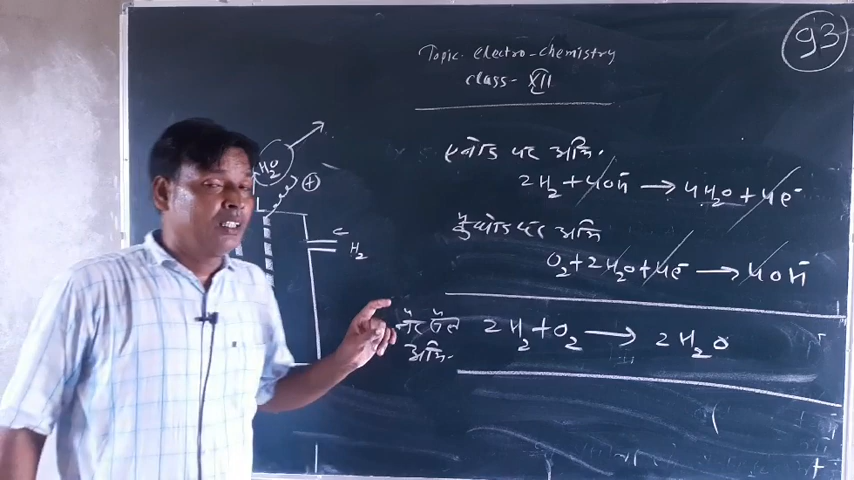 93
Topic. Electro-chemistry
class- XII
एनोड पर अभि.
2H₂ + 4OH⁻ → 4H₂O + 4e⁻
कैथोड पर अभि.
O₂ + 2H₂O + 4e⁻ → 4OH⁻
नेट सेल अभि.
2H₂ + O₂ → 2H₂O
H₂O
+
H₂